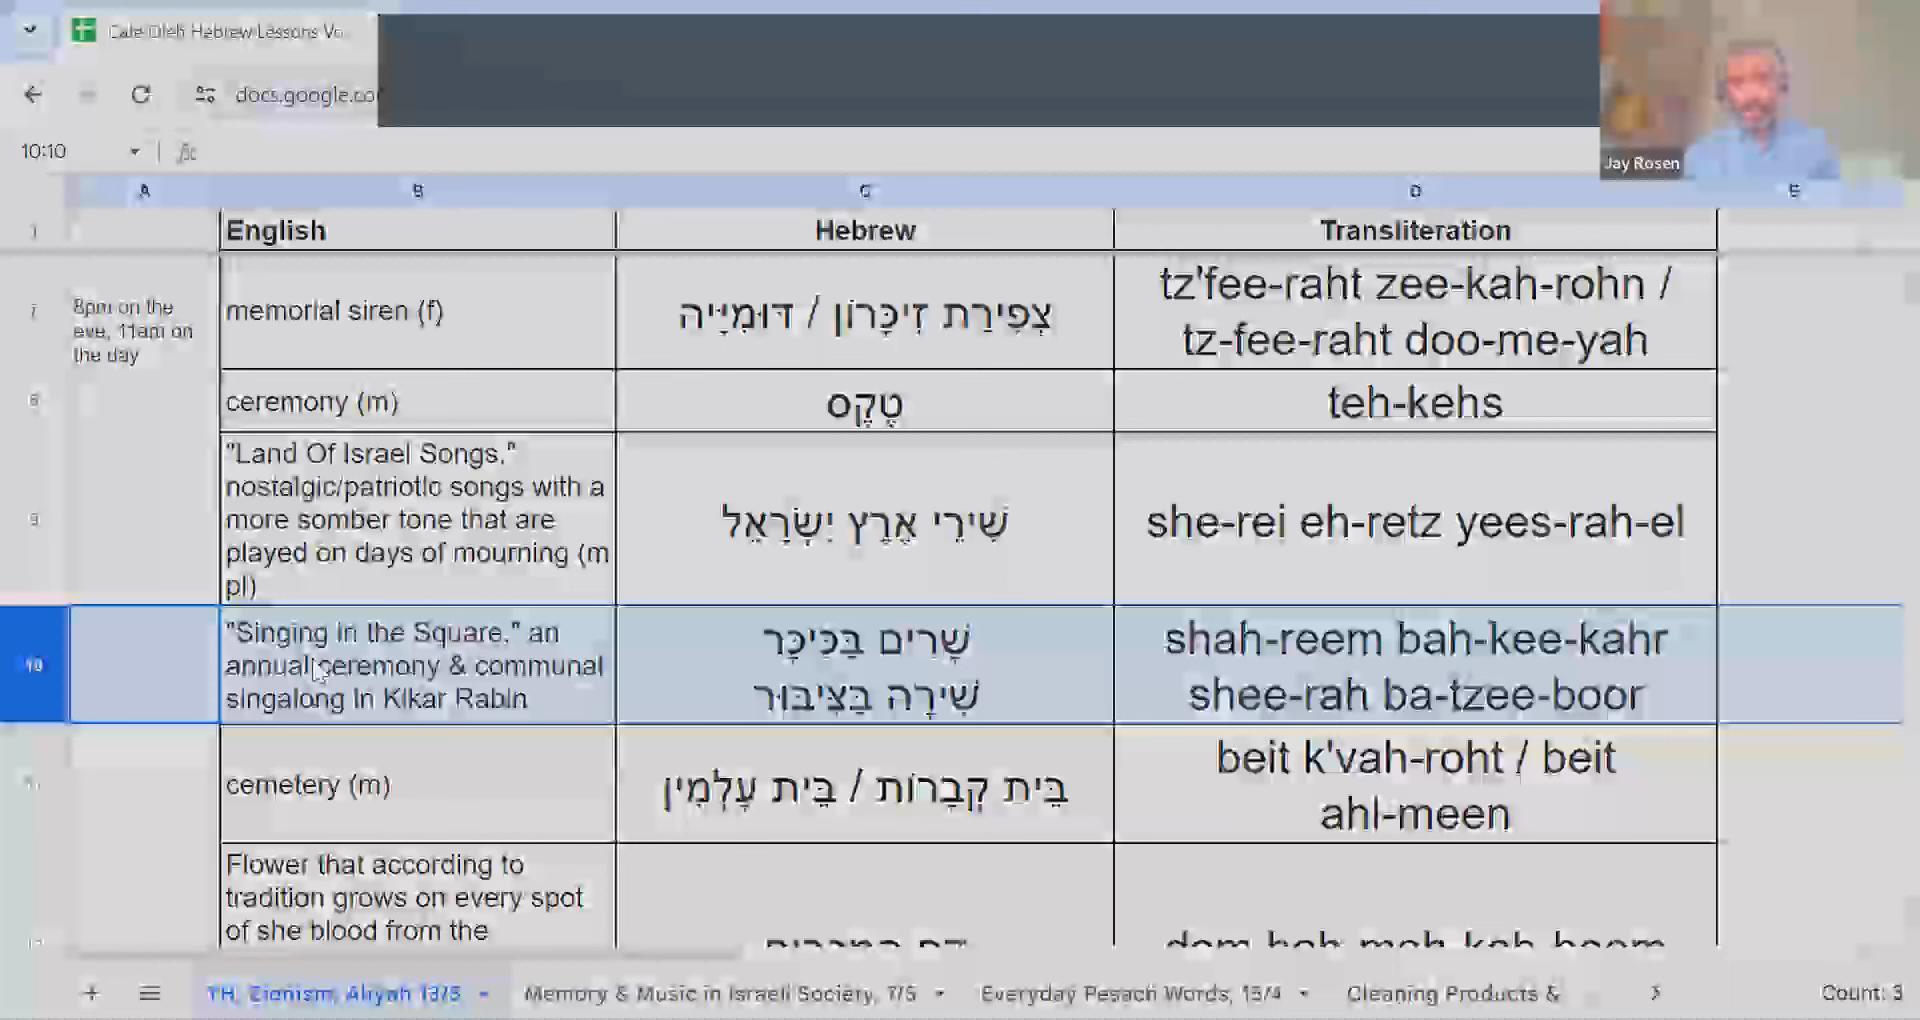 Cafe Oleh Hebrew Lessons Vo
docs.google.co
10:10
fx
A B C D E
1 English Hebrew Transliteration
7 8pm on the
eve, 11am on
the day
memorial siren (f)
צְפִירַת זִיכָּרוֹן / דּוּמִיָּיה
tz'fee-raht zee-kah-rohn /
tz-fee-raht doo-me-yah
8 ceremony (m) טֶקֶס teh-kehs
9 "Land Of Israel Songs,"
nostalgic/patriotic songs with a
more somber tone that are
played on days of mourning (m
pl)
שִׁירֵי אֶרֶץ יִשְׂרָאֵל
she-rei eh-retz yees-rah-el
10 "Singing in the Square," an
annual ceremony & communal
singalong in Kikar Rabin
שָׁרִים בַּכִּיכָּר
שִׁירָה בַּצִּיבּוּר
shah-reem bah-kee-kahr
shee-rah ba-tzee-boor
cemetery (m)
בֵּית קְבָרוֹת / בֵּית עָלְמִין
beit k'vah-roht / beit
ahl-meen
Flower that according to
tradition grows on every spot
of she blood from the
Jay Rosen
+ YH, Zionism, Aliyah 13/5 Memory & Music in Israeli Society, 7/5 Everyday Pesach Words, 15/4 Cleaning Products & Count: 3